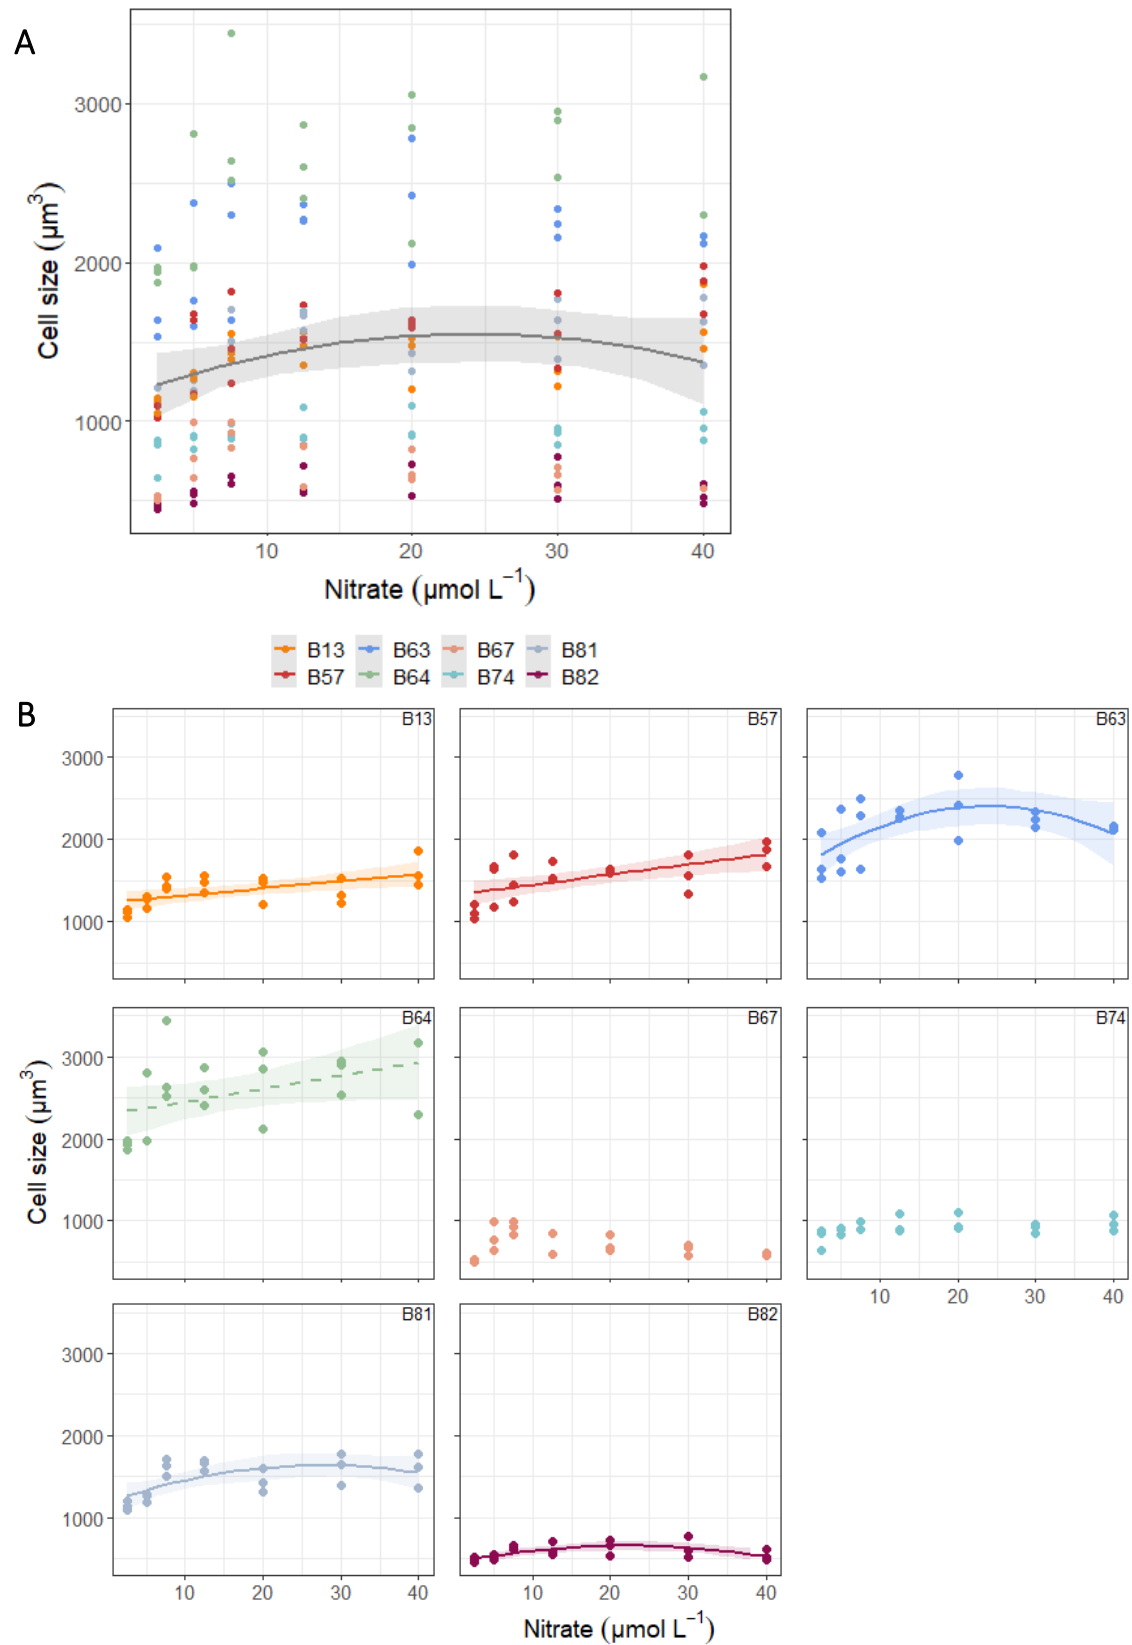 A
3000
2000
1000
Cell size (µm³)
10 20 30 40
Nitrate (µmol L⁻¹)
B13 B63 B67 B81
B57 B64 B74 B82
B
B13 B57 B63
3000
2000
1000
B64 B67 B74
3000
2000
1000
Cell size (µm³)
10 20 30 40
B81 B82
3000
2000
1000
10 20 30 40 10 20 30 40
Nitrate (µmol L⁻¹)